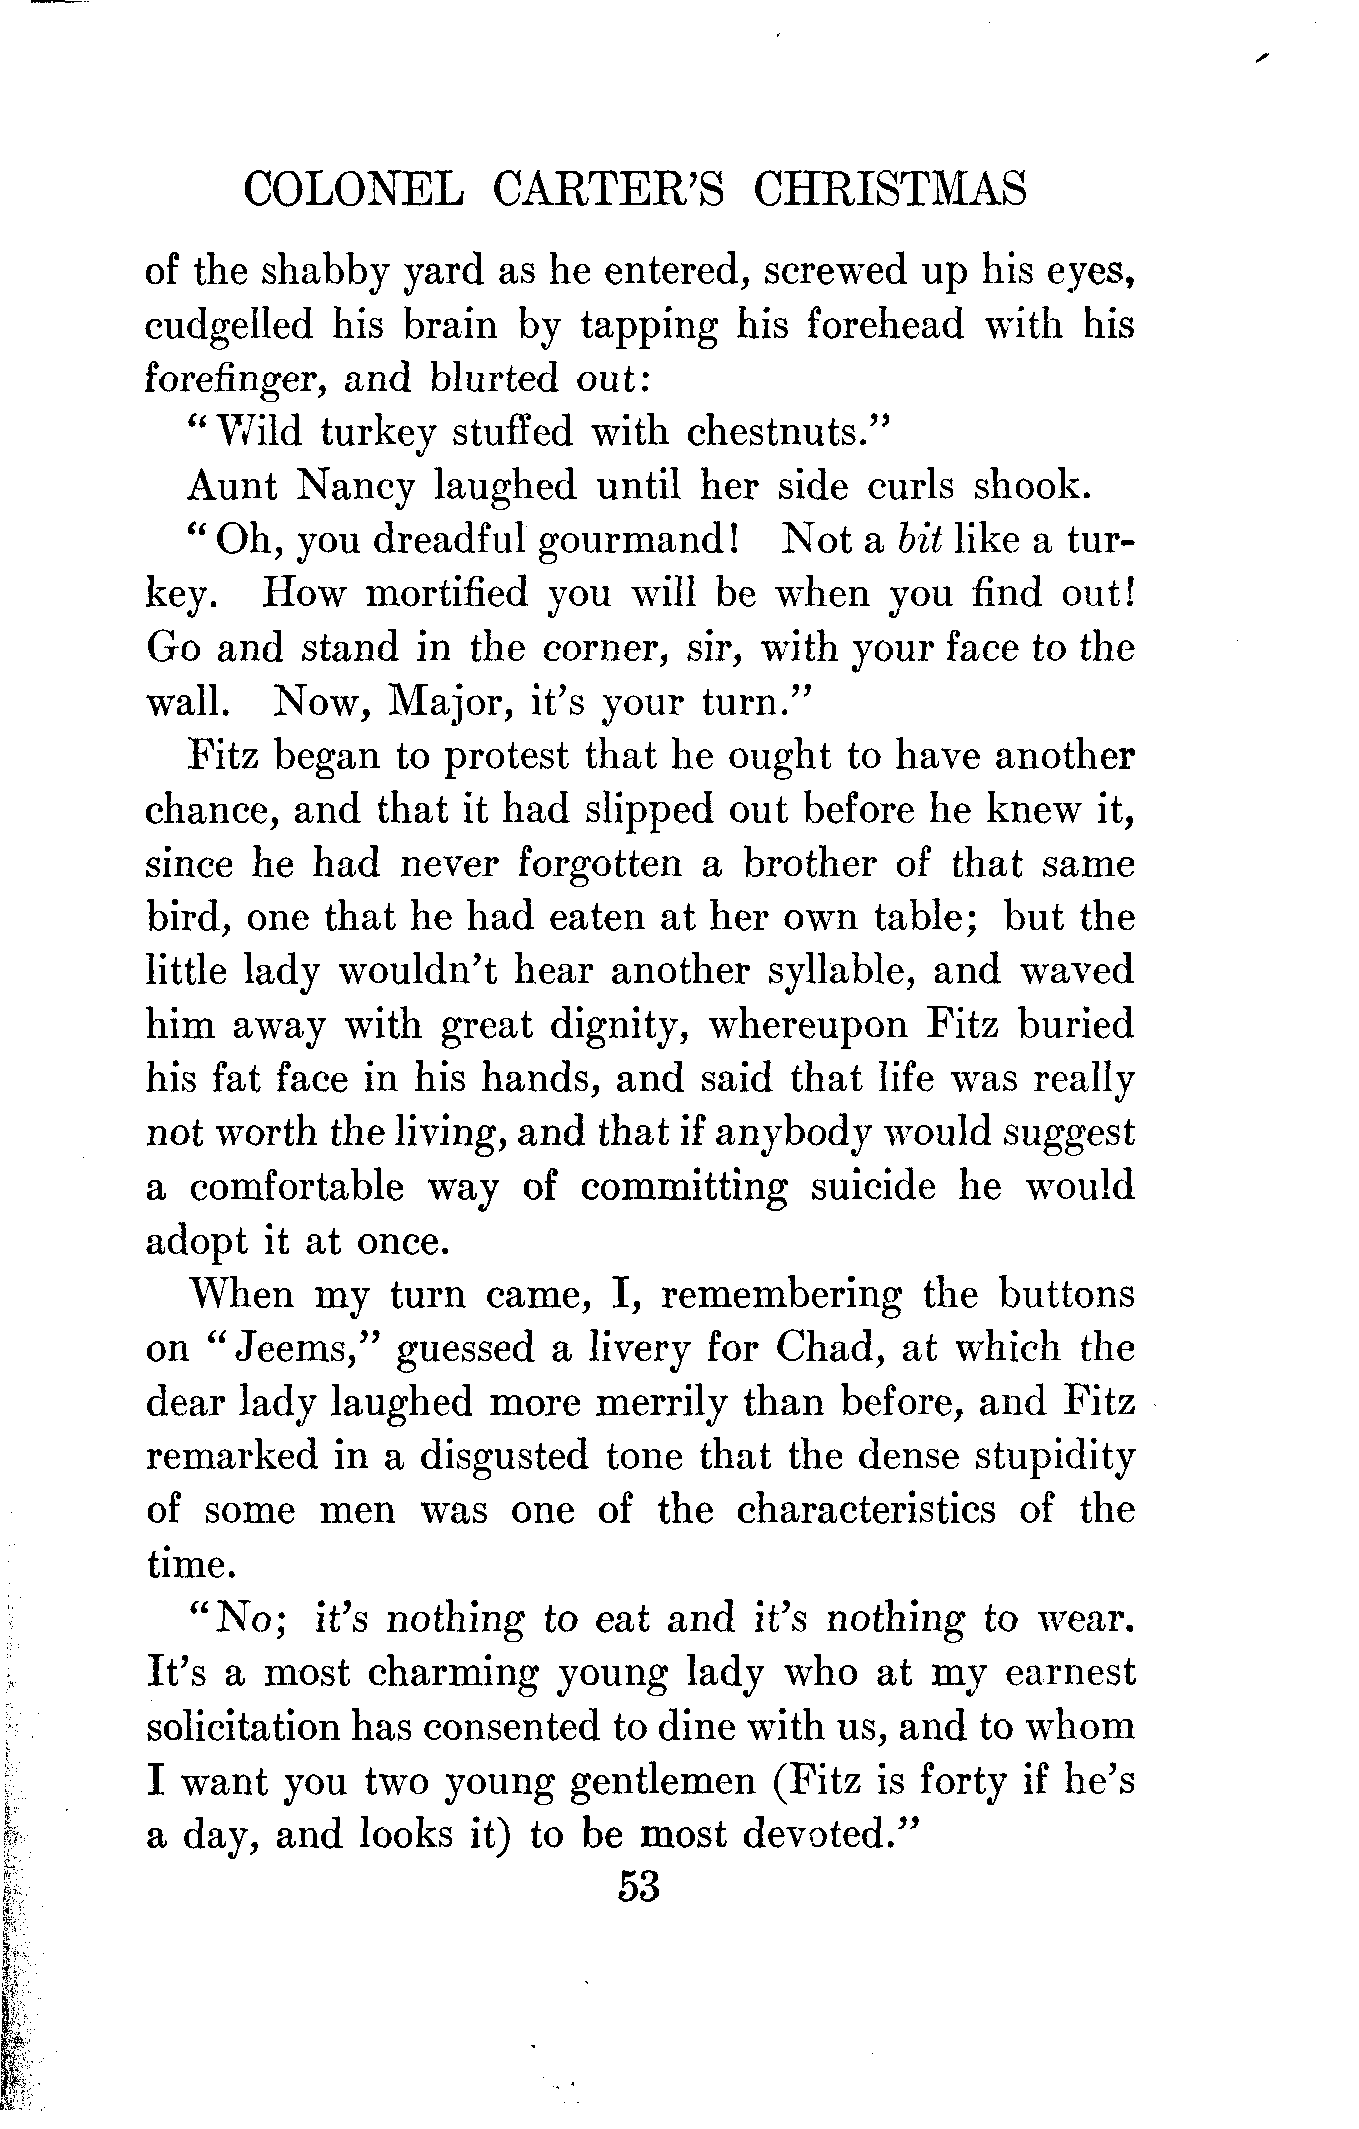 COLONEL CARTER'S CHRISTMAS
of the shabby yard as he entered, screwed up his eyes,
cudgelled his brain by tapping his forehead with his
forefinger, and blurted out:
"Wild turkey stuffed with chestnuts."
Aunt Nancy laughed until her side curls shook.
"Oh, you dreadful gourmand! Not a bit like a tur-
key. How mortified you will be when you find out!
Go and stand in the corner, sir, with your face to the
wall. Now, Major, it's your turn."
Fitz began to protest that he ought to have another
chance, and that it had slipped out before he knew it,
since he had never forgotten a brother of that same
bird, one that he had eaten at her own table; but the
little lady wouldn't hear another syllable, and waved
him away with great dignity, whereupon Fitz buried
his fat face in his hands, and said that life was really
not worth the living, and that if anybody would suggest
a comfortable way of committing suicide he would
adopt it at once.
When my turn came, I, remembering the buttons
on "Jeems," guessed a livery for Chad, at which the
dear lady laughed more merrily than before, and Fitz
remarked in a disgusted tone that the dense stupidity
of some men was one of the characteristics of the
time.
"No; it's nothing to eat and it's nothing to wear.
It's a most charming young lady who at my earnest
solicitation has consented to dine with us, and to whom
I want you two young gentlemen (Fitz is forty if he's
a day, and looks it) to be most devoted."
53